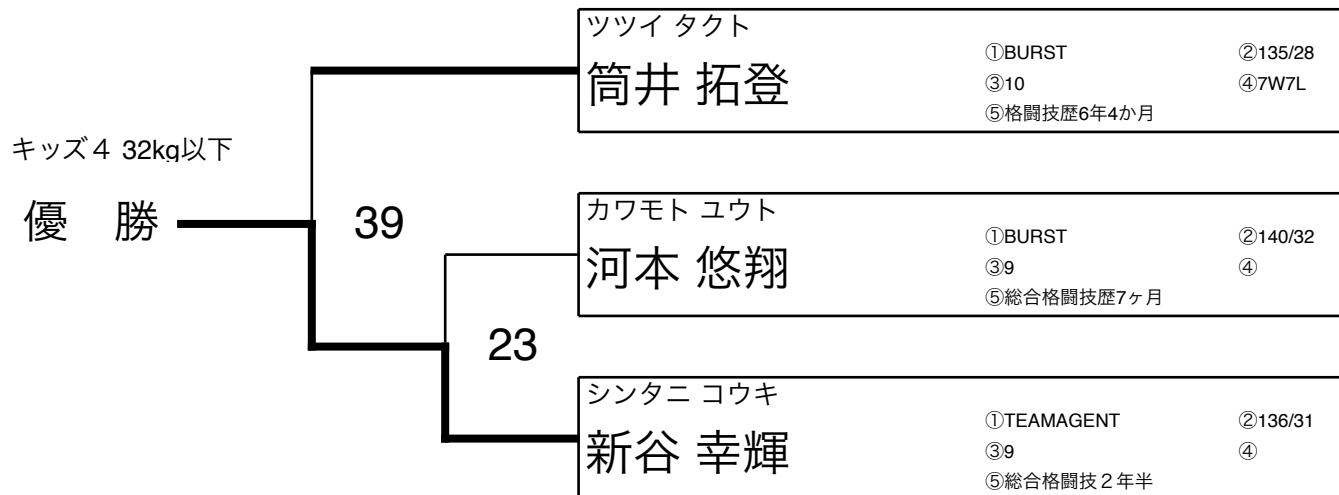 ツツイ タクト
筒井 拓登
①BURST ②135/28
③10 ④7W7L
⑤格闘技歴6年4か月
キッズ４ 32kg以下
優　勝
39
カワモト ユウト
河本 悠翔
①BURST ②140/32
③9 ④
⑤総合格闘技歴7ヶ月
23
シンタニ コウキ
新谷 幸輝
①TEAMAGENT ②136/31
③9 ④
⑤総合格闘技２年半